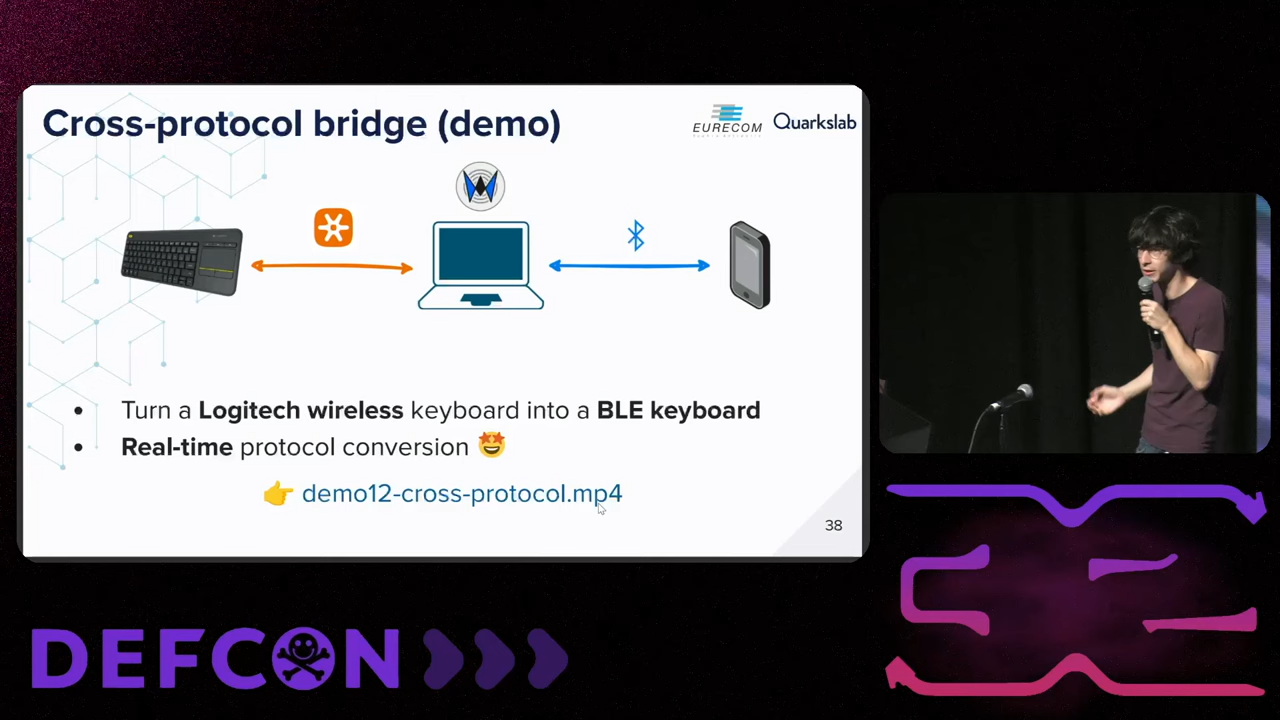 Cross-protocol bridge (demo)
EURECOM
Quarkslab
Turn a Logitech wireless keyboard into a BLE keyboard
Real-time protocol conversion 🤩
👉 demo12-cross-protocol.mp4
38
DEFCON